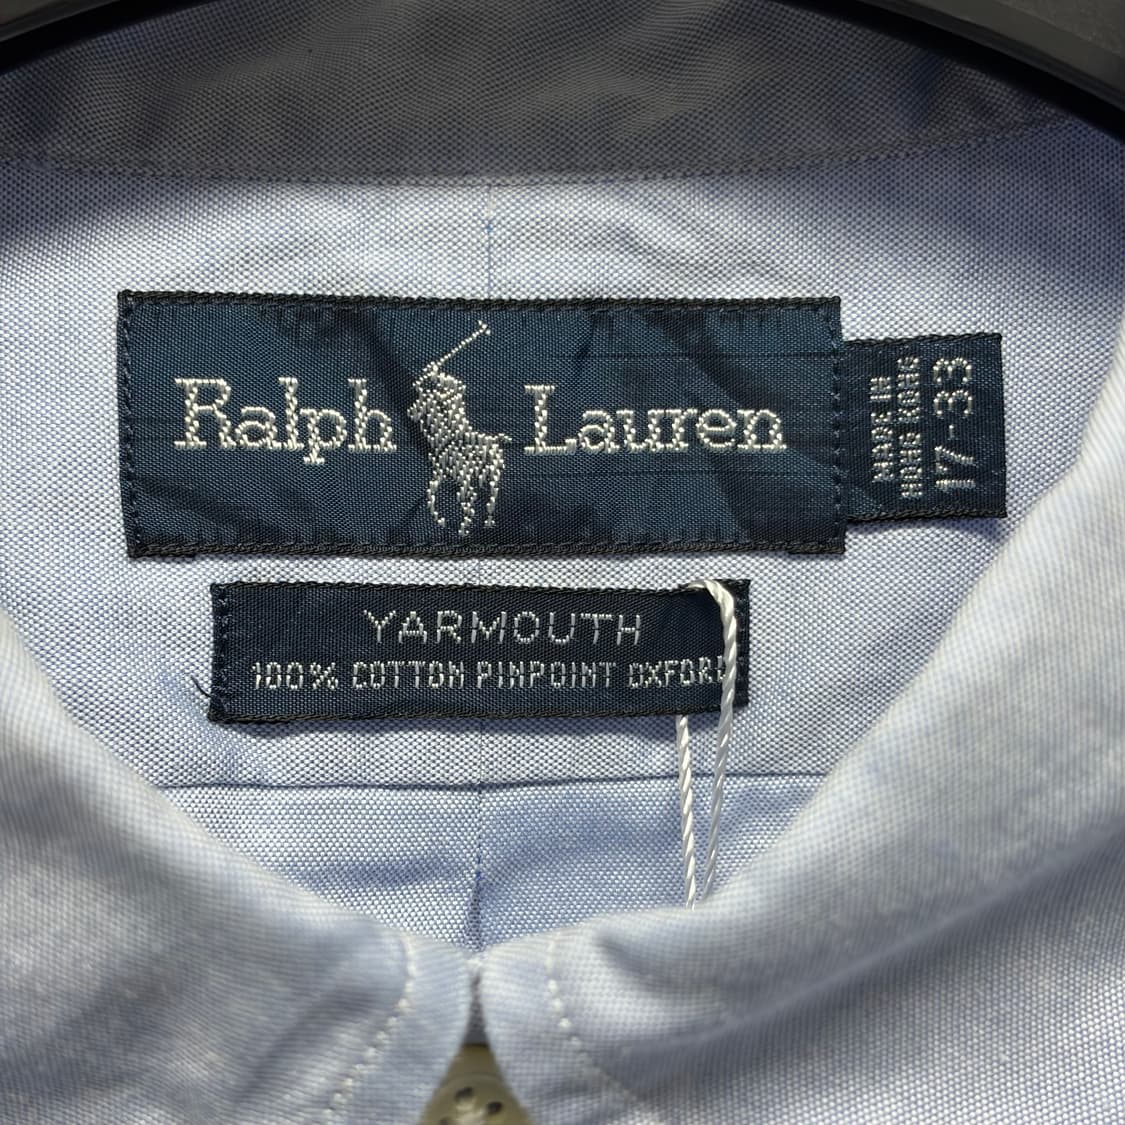 Ralph Lauren
MADE IN
HONG KONG
17-33
YARMOUTH
100% COTTON PINPOINT OXFORD